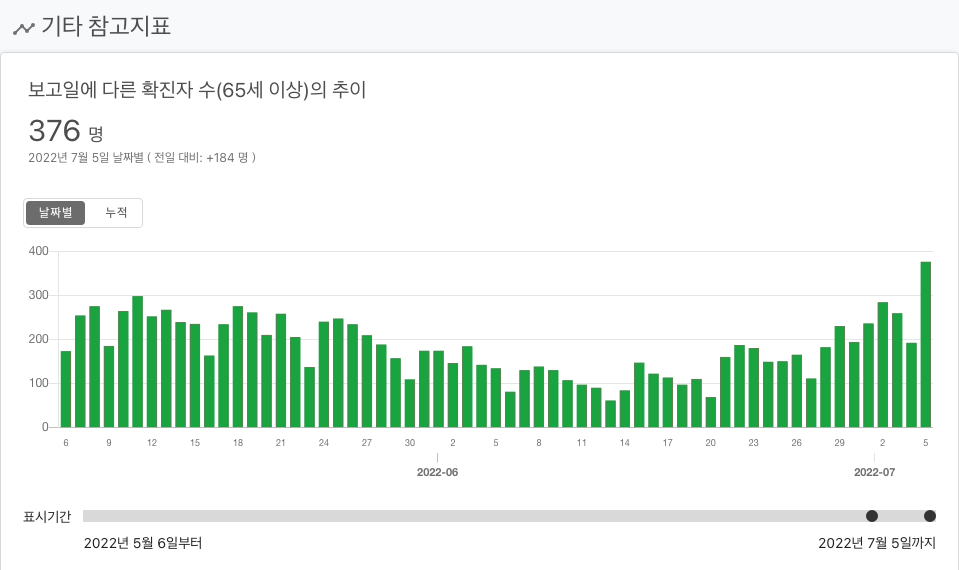 기타 참고지표
보고일에 다른 확진자 수(65세 이상)의 추이
376 명
2022년 7월 5일 날짜별 ( 전일 대비: +184 명 )
날짜별 누적
400
300
200
100
0
6 9 12 15 18 21 24 27 30 2 5 8 11 14 17 20 23 26 29 2 5
2022-06 2022-07
표시기간
2022년 5월 6일부터 2022년 7월 5일까지